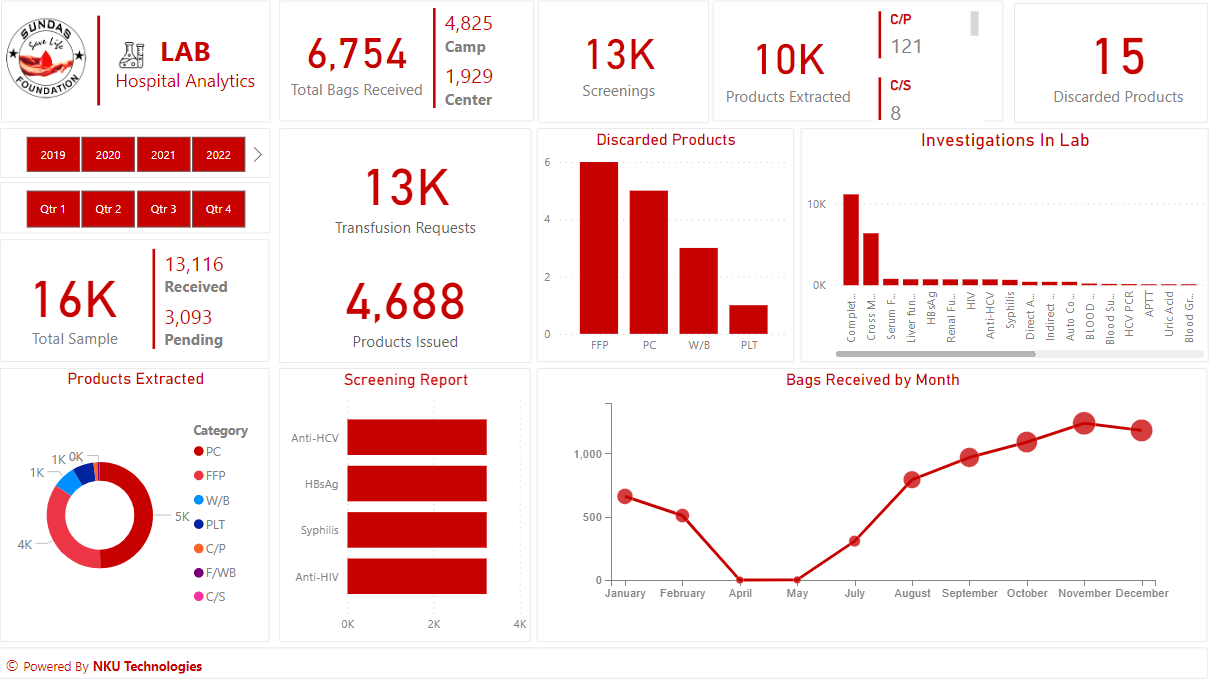 SUNDAS
Save Life
FOUNDATION
LAB
Hospital Analytics
6,754
Total Bags Received
4,825
Camp
1,929
Center
13K
Screenings
10K
Products Extracted
C/P
121
C/S
8
15
Discarded Products
2019 2020 2021 2022
Qtr 1 Qtr 2 Qtr 3 Qtr 4
16K
Total Sample
13,116
Received
3,093
Pending
13K
Transfusion Requests
4,688
Products Issued
Discarded Products
6
4
2
0
FFP PC W/B PLT
Investigations In Lab
10K
0K
Complet...
Cross M...
Serum F...
Liver fun...
HBsAg
Renal Fu...
HIV
Anti-HCV
Syphilis
Direct A...
Indirect ...
Auto Co...
BLOOD ...
Blood Su...
HCV PCR
APTT
Uric Acid
Blood Gr...
Products Extracted
1K 0K
1K
5K
4K
Category
PC
FFP
W/B
PLT
C/P
F/WB
C/S
Screening Report
Anti-HCV
HBsAg
Syphilis
Anti-HIV
0K 2K 4K
Bags Received by Month
1,000
500
0
January February April May July August September October November December
© Powered By NKU Technologies